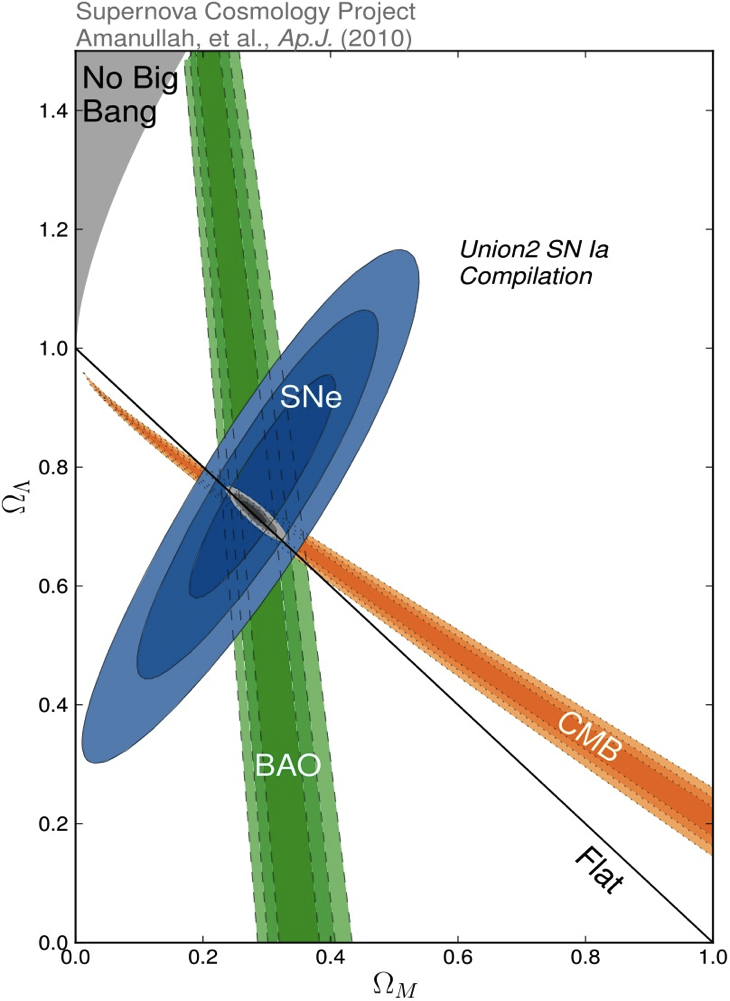 Supernova Cosmology Project
Amanullah, et al., Ap.J. (2010)
No Big
Bang
1.4
1.2
Union2 SN Ia
Compilation
1.0
SNe
0.8
Ω_Λ
0.6
0.4
CMB
BAO
0.2
Flat
0.0
0.0 0.2 0.4 0.6 0.8 1.0
Ω_M